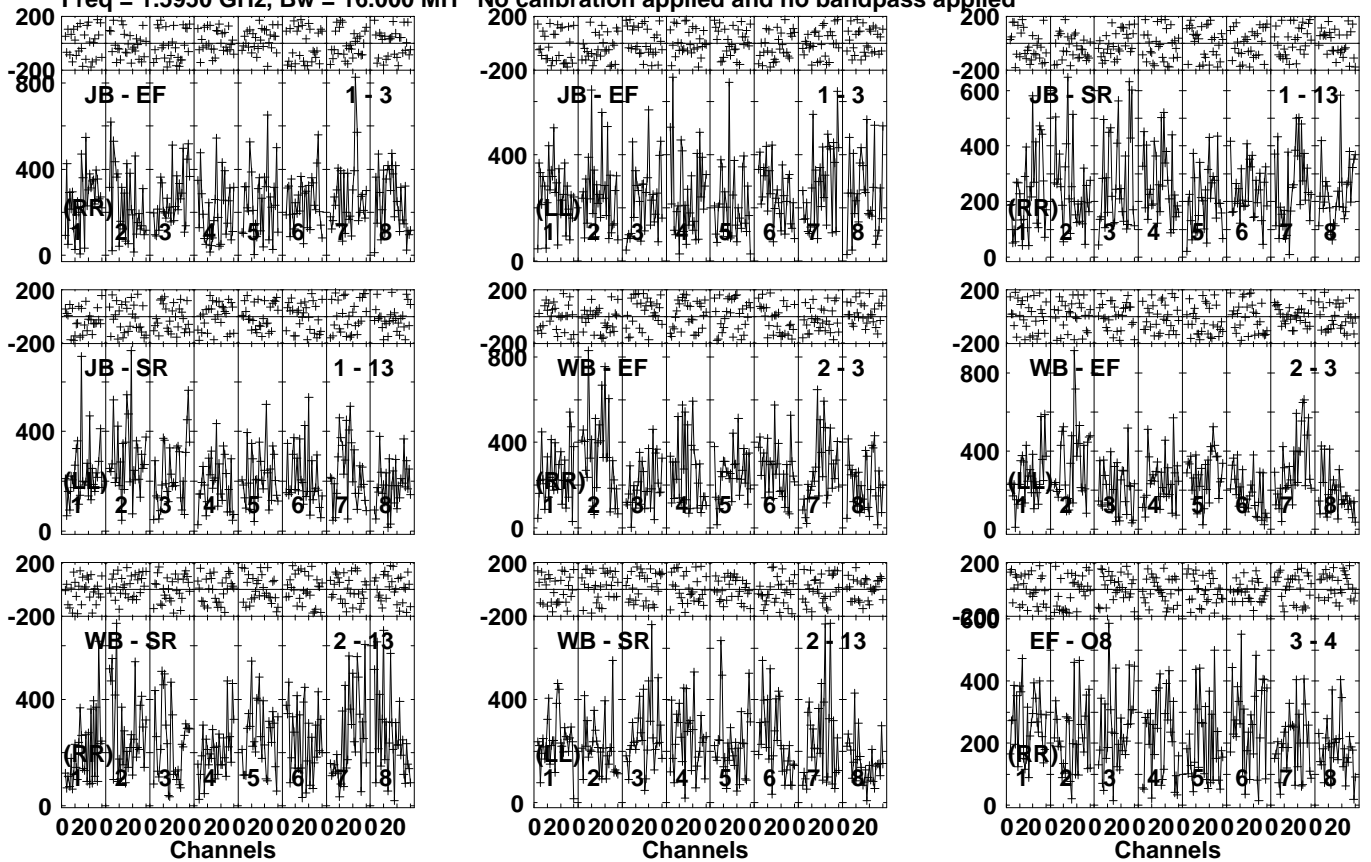 Freq = 1.5950 GHz, Bw = 16.000 MH No calibration applied and no bandpass applied
200 200 200
-200 -200 -200
800 600
JB - EF 1 - 3 JB - EF 1 - 3 JB - SR 1 - 13
400 400 400
200
(RR) (LL) (RR)
1 2 3 4 5 6 7 8 1 2 3 4 5 6 7 8 1 2 3 4 5 6 7 8
0 0 0
200 200 200
-200 -200 -200
800 800
JB - SR 1 - 13 WB - EF 2 - 3 WB - EF 2 - 3
400 400 400
(LL) (RR) (LL)
1 2 3 4 5 6 7 8 1 2 3 4 5 6 7 8 1 2 3 4 5 6 7 8
0 0 0
200 200 200
-200 -200 -200
600
WB - SR 2 - 13 WB - SR 2 - 13 EF - O8 3 - 4
400 400 400
200
(RR) (LL) (RR)
1 2 3 4 5 6 7 8 1 2 3 4 5 6 7 8 1 2 3 4 5 6 7 8
0 0 0
0 20 0 20 0 20 0 20 0 20 0 20 0 20 0 20 0 20 0 20 0 20 0 20 0 20 0 20 0 20 0 20 0 20 0 20 0 20 0 20 0 20 0 20 0 20 0 20
Channels Channels Channels